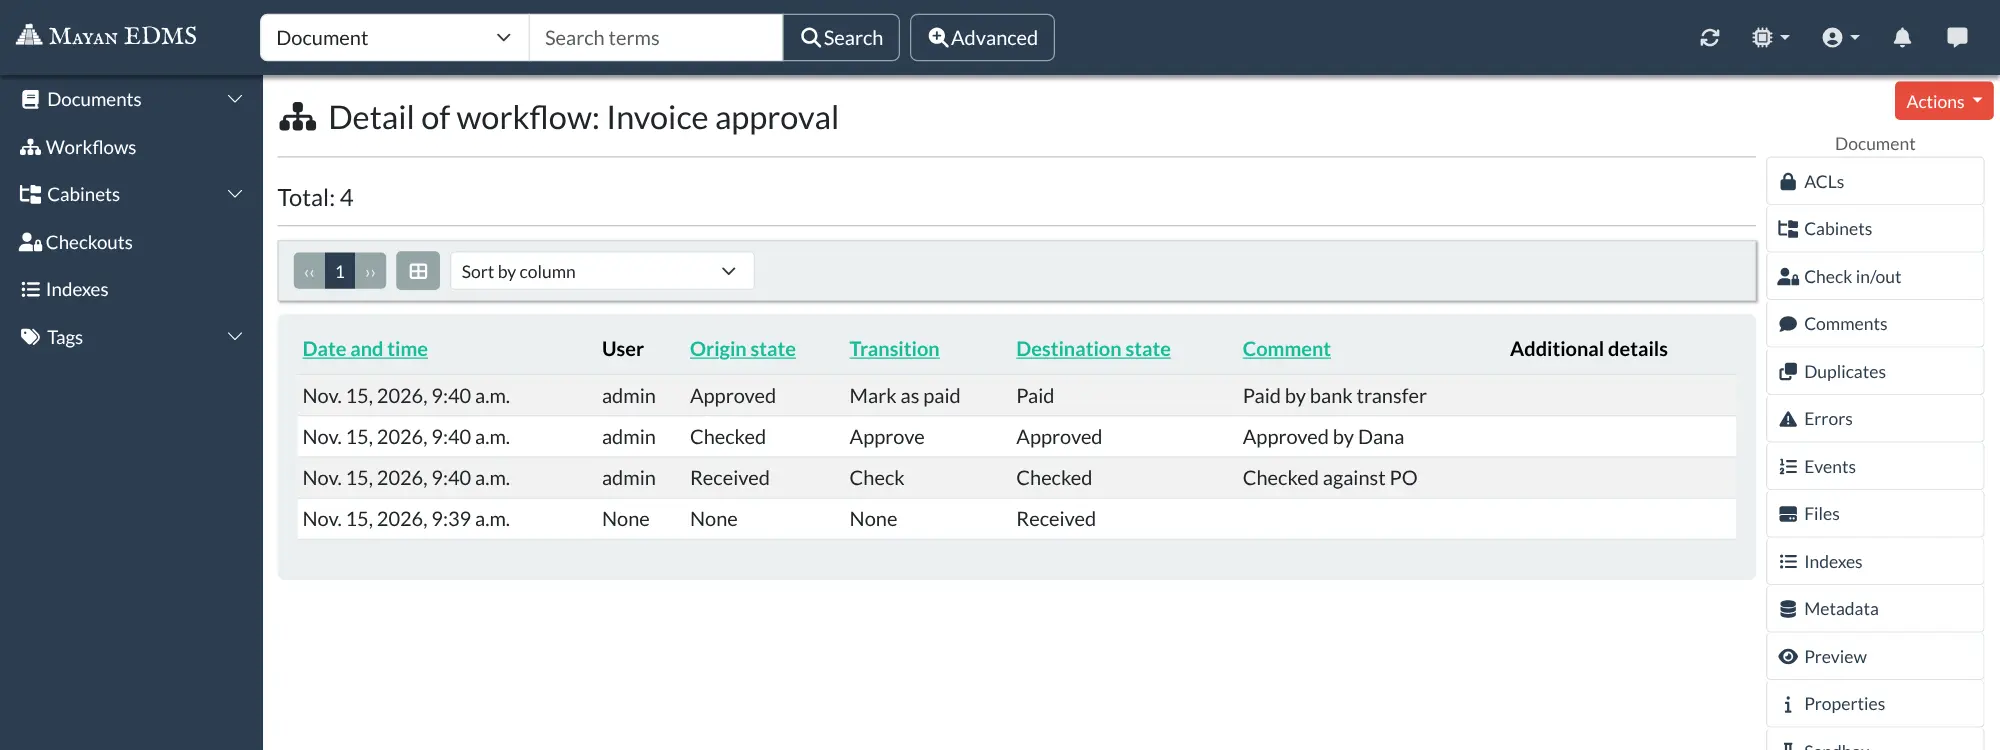 Mayan EDMS
Document
Search terms
Search
Advanced
Documents
Workflows
Cabinets
Checkouts
Indexes
Tags
Detail of workflow: Invoice approval
Total: 4
‹‹ 1 ››
Sort by column
Date and time User Origin state Transition Destination state Comment Additional details
Nov. 15, 2026, 9:40 a.m. admin Approved Mark as paid Paid Paid by bank transfer
Nov. 15, 2026, 9:40 a.m. admin Checked Approve Approved Approved by Dana
Nov. 15, 2026, 9:40 a.m. admin Received Check Checked Checked against PO
Nov. 15, 2026, 9:39 a.m. None None None Received
Actions
Document
ACLs
Cabinets
Check in/out
Comments
Duplicates
Errors
Events
Files
Indexes
Metadata
Preview
Properties